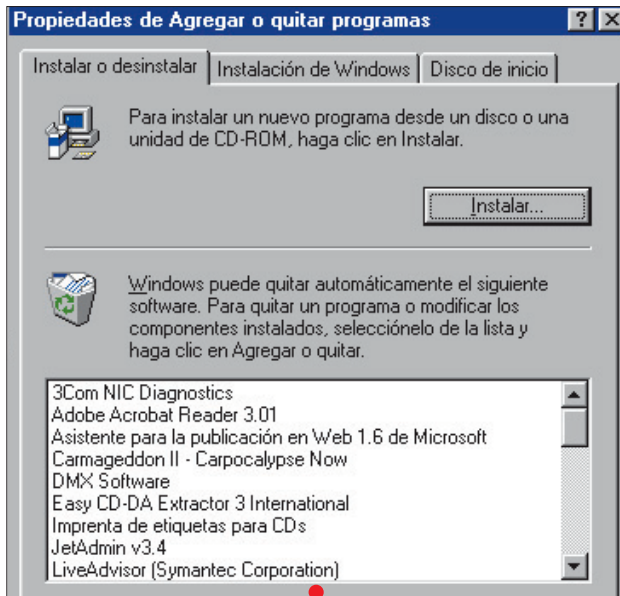 Propiedades de Agregar o quitar programas
Instalar o desinstalar
Instalación de Windows
Disco de inicio
Para instalar un nuevo programa desde un disco o una
unidad de CD-ROM, haga clic en Instalar.
Instalar...
Windows puede quitar automáticamente el siguiente
software. Para quitar un programa o modificar los
componentes instalados, selecciónelo de la lista y
haga clic en Agregar o quitar.
3Com NIC Diagnostics
Adobe Acrobat Reader 3.01
Asistente para la publicación en Web 1.6 de Microsoft
Carmageddon II - Carpocalypse Now
DMX Software
Easy CD-DA Extractor 3 International
Imprenta de etiquetas para CDs
JetAdmin v3.4
LiveAdvisor (Symantec Corporation)